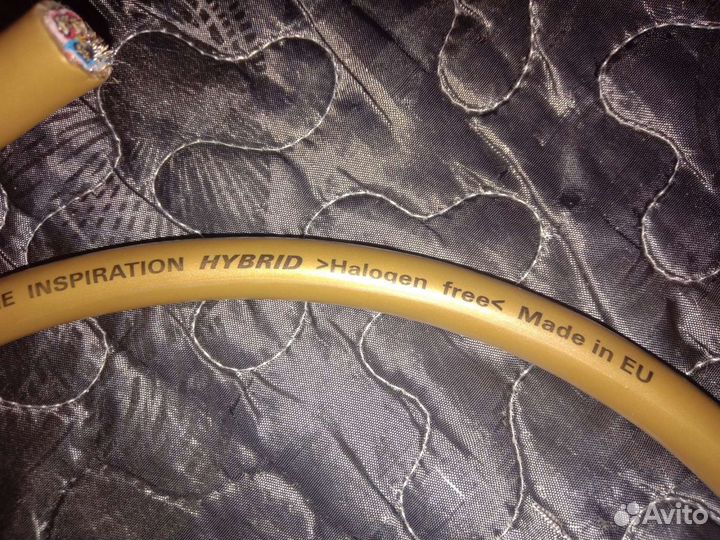 INSPIRATION HYBRID >Halogen free< Made in EU
Avito